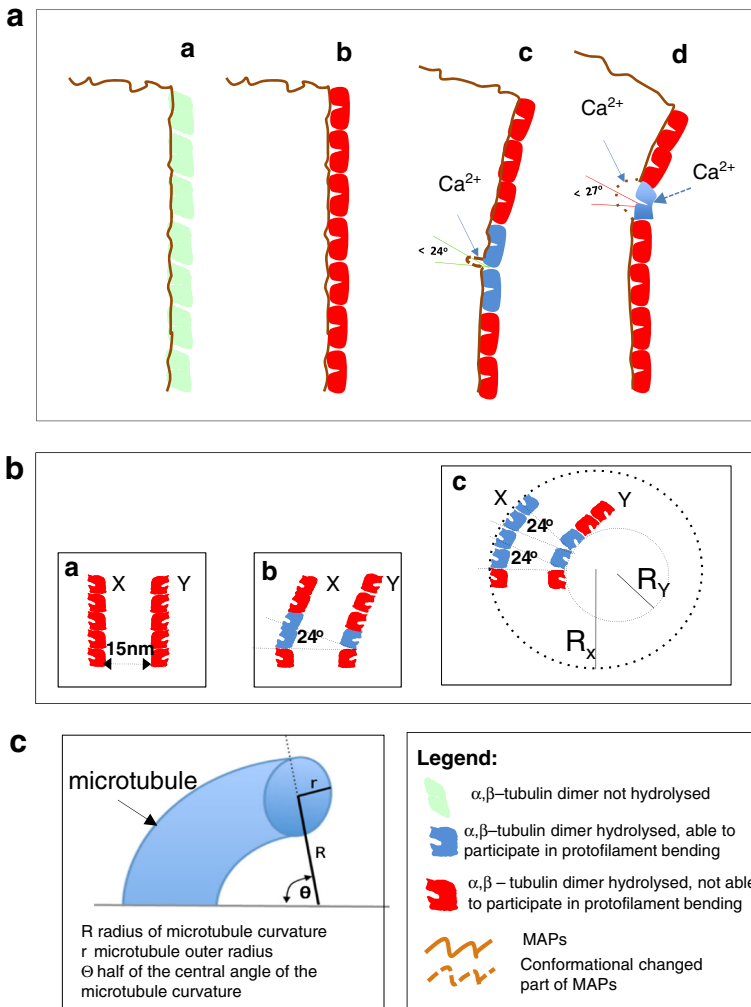 a
a
b
c
d
Ca2+
Ca2+
Ca2+
< 24o
< 27o
b
a
X
Y
15nm
b
X
Y
24o
c
X
Y
24o
24o
RY
RX
c
microtubule
r
R
Θ
R radius of microtubule curvature
r microtubule outer radius
Θ half of the central angle of the
microtubule curvature
Legend:
α,β–tubulin dimer not hydrolysed
α,β–tubulin dimer hydrolysed, able to
participate in protofilament bending
α,β – tubulin dimer hydrolysed, not able
to participate in protofilament bending
MAPs
Conformational changed
part of MAPs